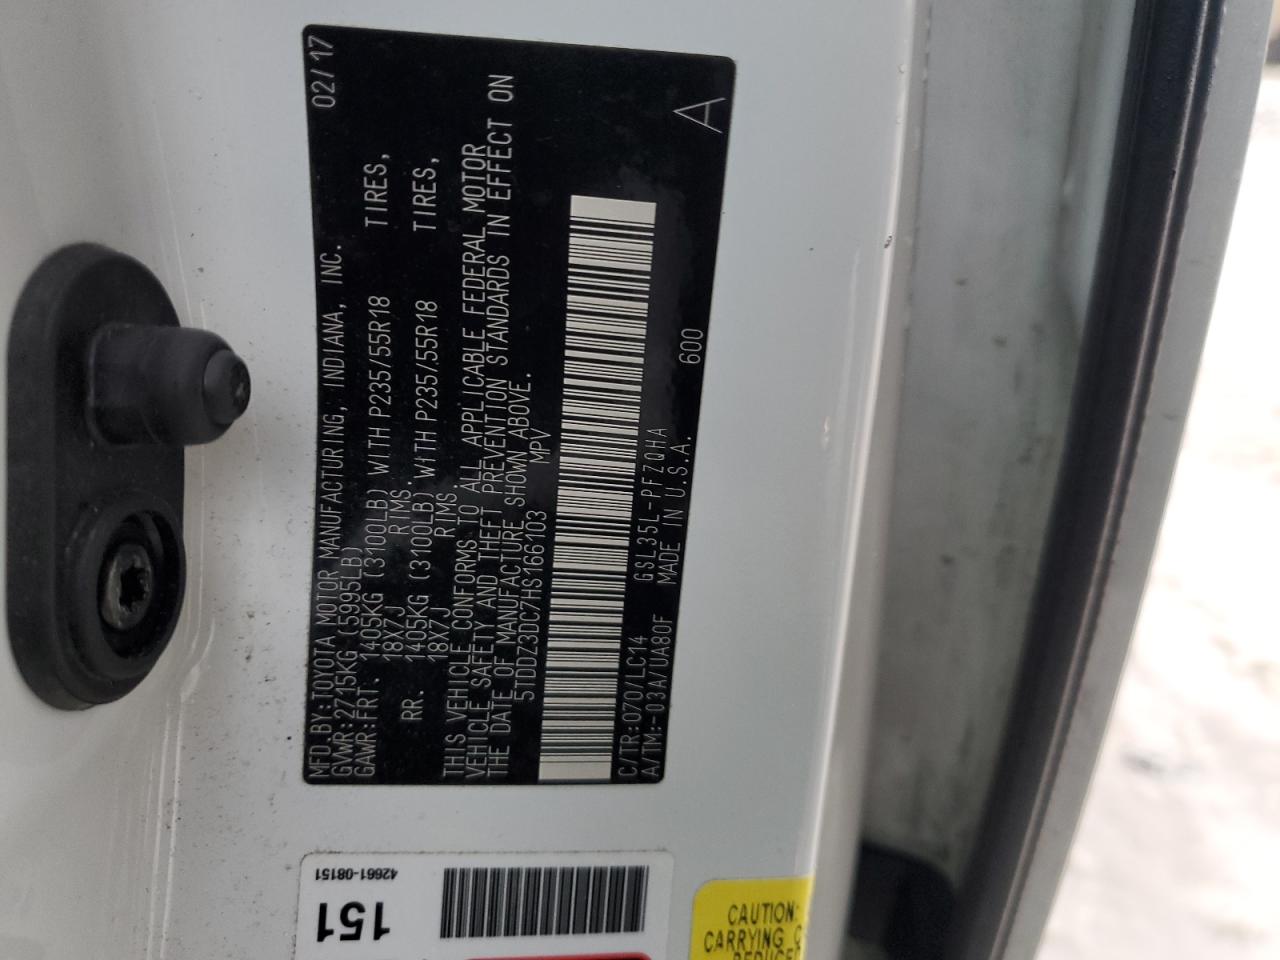 02/17
MFD.BY:TOYOTA MOTOR MANUFACTURING, INDIANA, INC.
GVWR:2715KG (5995LB)
GAWR:FRT. 1405KG (3100LB) WITH P235/55R18 TIRES,
18X7J RIMS,
RR. 1405KG (3100LB) WITH P235/55R18 TIRES,
18X7J RIMS.
THIS VEHICLE CONFORMS TO ALL APPLICABLE FEDERAL MOTOR
VEHICLE SAFETY AND THEFT PREVENTION STANDARDS IN EFFECT ON
THE DATE OF MANUFACTURE SHOWN ABOVE.
5TDDZ3DC7HS166103 MPV
C/TR:070/LC14 GSL35L-PFZQHA 600 A
A/TM:-03A/UA80F MADE IN U.S.A.
42661-08151
151
CAUTION:
CARRYING